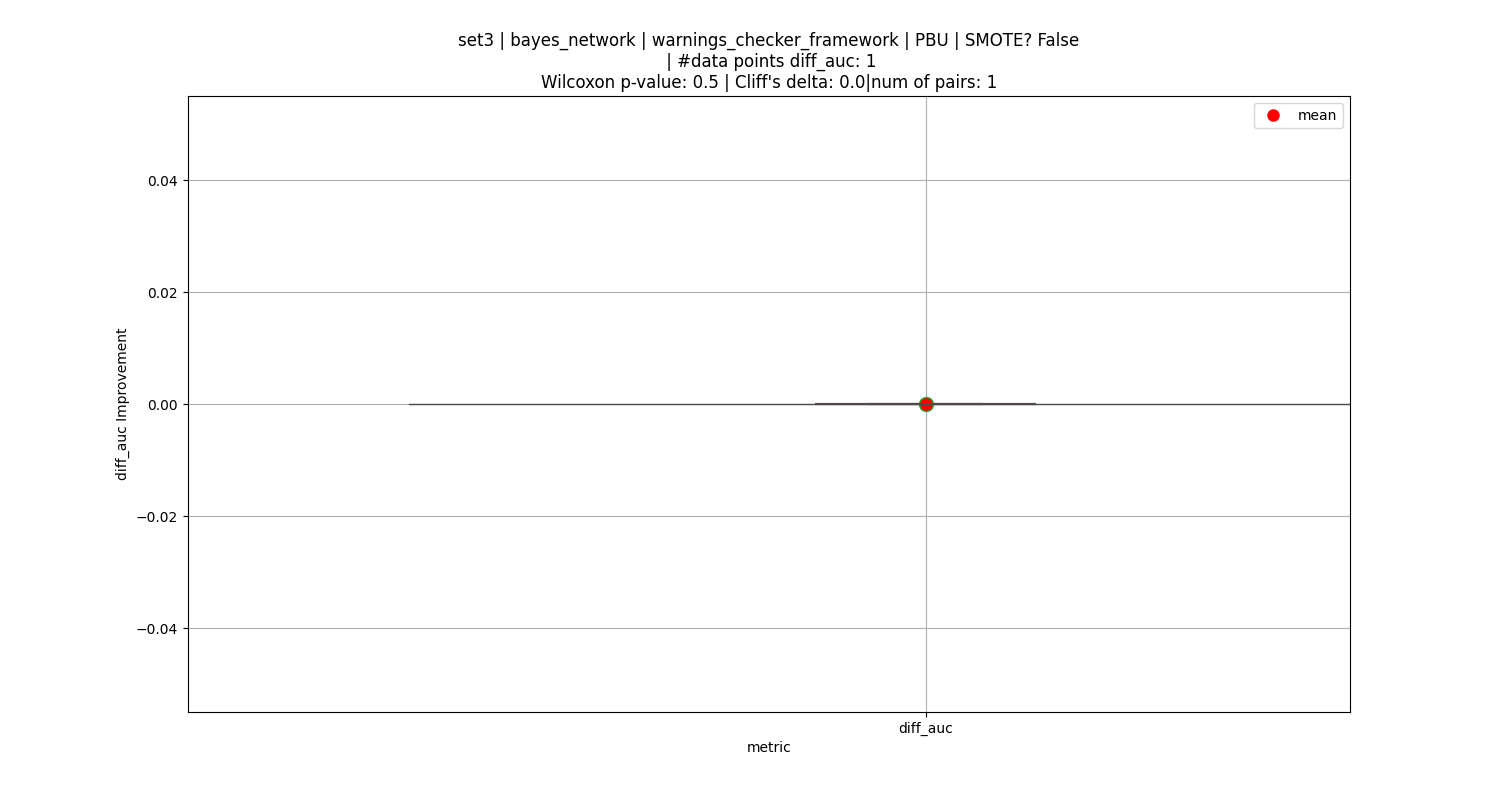 set3 | bayes_network | warnings_checker_framework | PBU | SMOTE? False
| #data points diff_auc: 1
Wilcoxon p-value: 0.5 | Cliff's delta: 0.0|num of pairs: 1
mean
0.04
0.02
0.00
−0.02
−0.04
diff_auc Improvement
diff_auc
metric